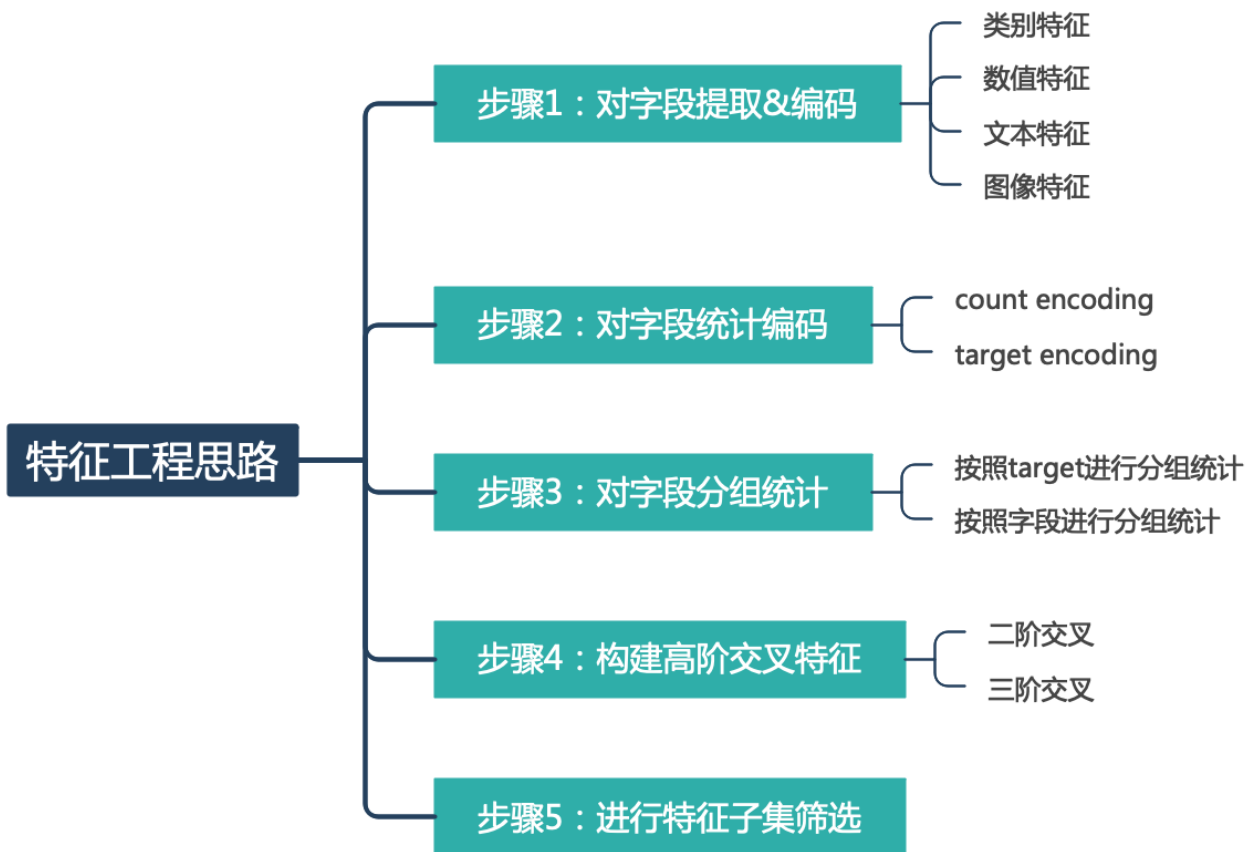 特征工程思路
步骤1：对字段提取&编码
类别特征
数值特征
文本特征
图像特征
步骤2：对字段统计编码
count encoding
target encoding
步骤3：对字段分组统计
按照target进行分组统计
按照字段进行分组统计
步骤4：构建高阶交叉特征
二阶交叉
三阶交叉
步骤5：进行特征子集筛选